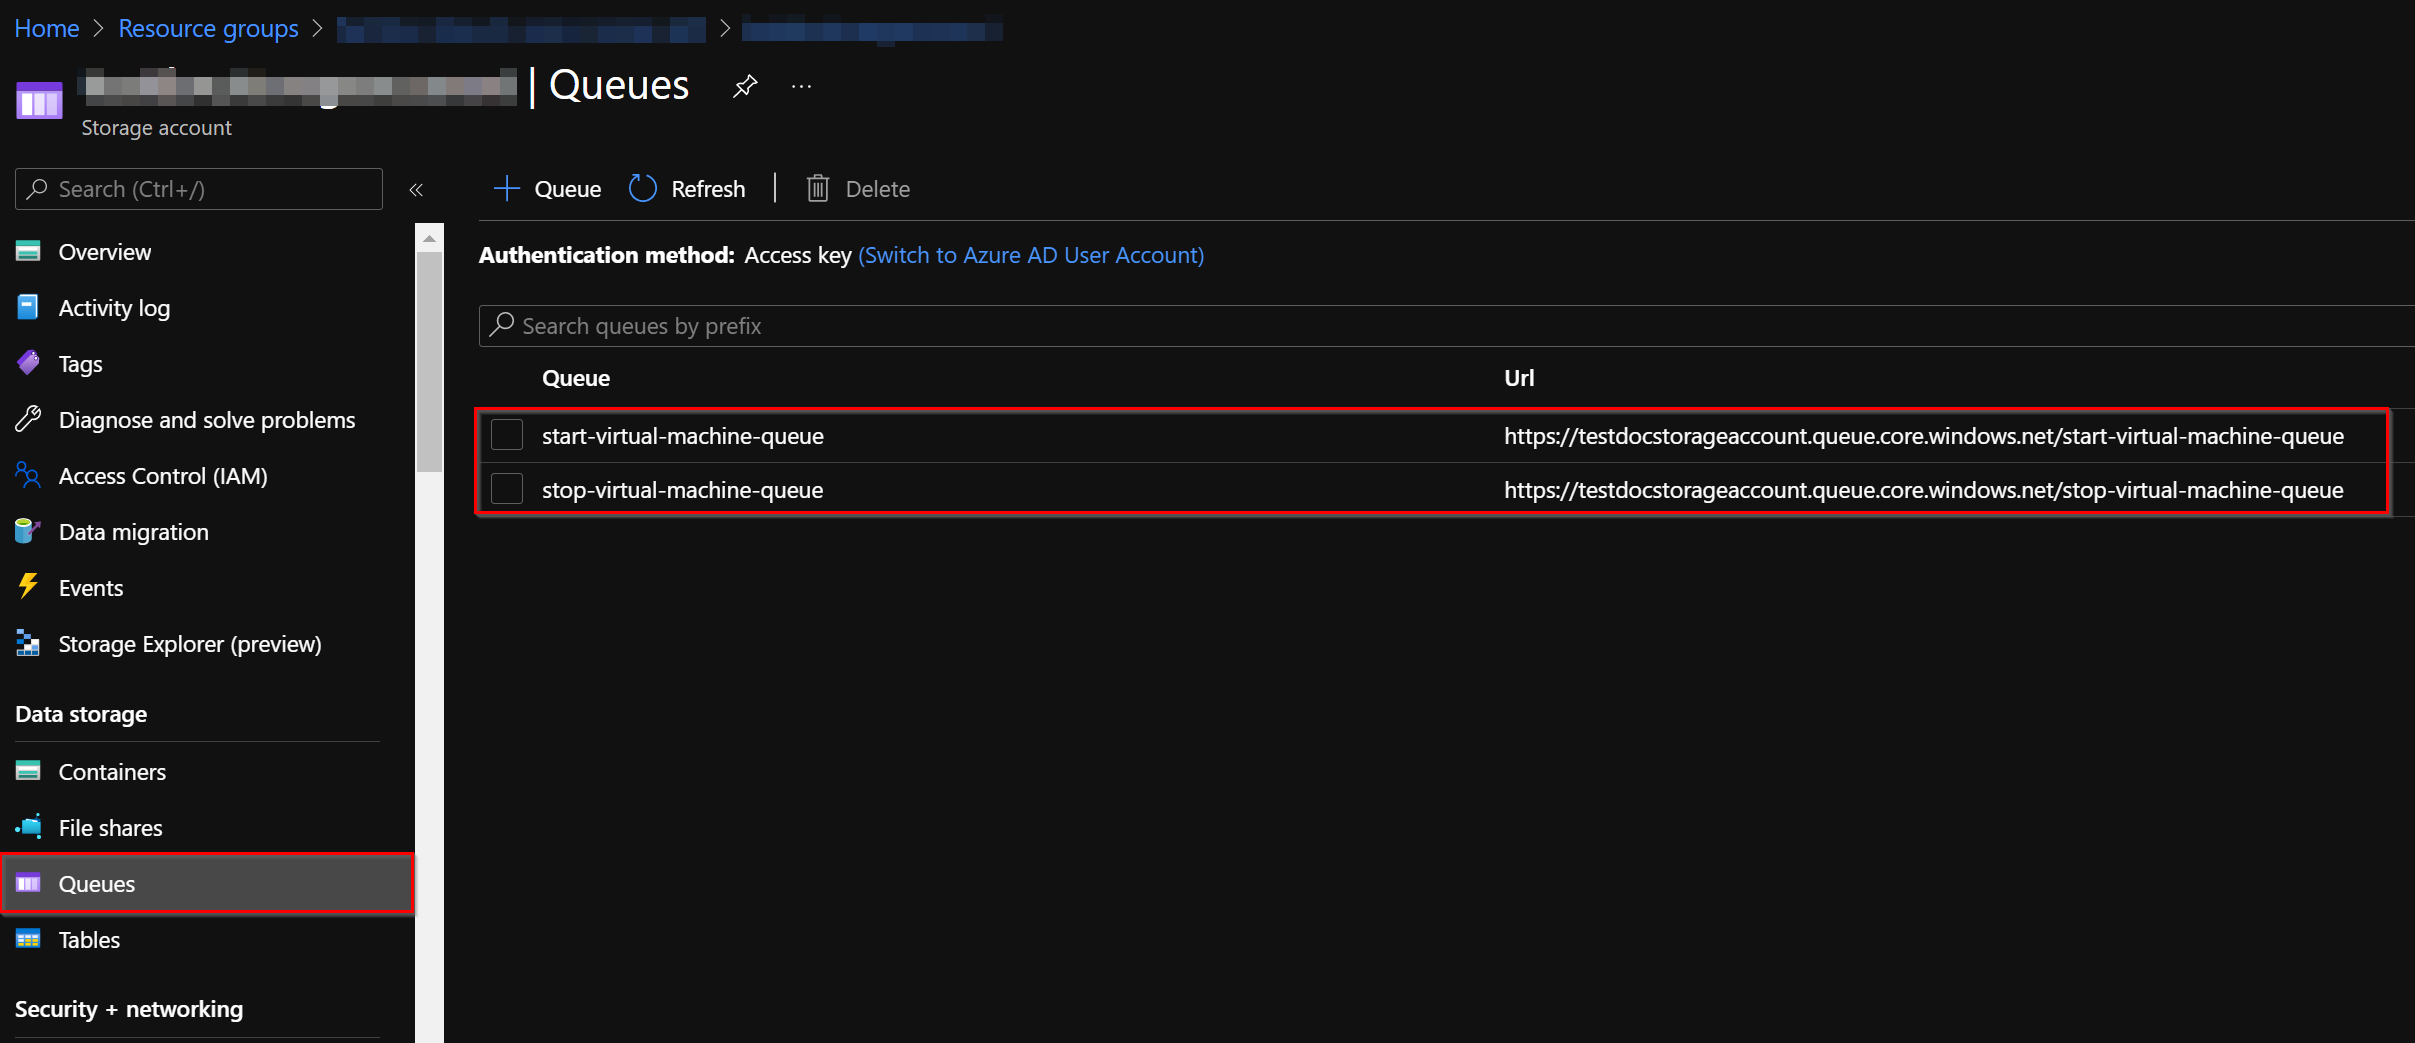 Home > Resource groups > >
| Queues ...
Storage account
Search (Ctrl+/) «
+ Queue Refresh | Delete
Overview
Authentication method: Access key (Switch to Azure AD User Account)
Activity log
Search queues by prefix
Tags
Queue Url
Diagnose and solve problems
start-virtual-machine-queue https://testdocstorageaccount.queue.core.windows.net/start-virtual-machine-queue
Access Control (IAM)
stop-virtual-machine-queue https://testdocstorageaccount.queue.core.windows.net/stop-virtual-machine-queue
Data migration
Events
Storage Explorer (preview)
Data storage
Containers
File shares
Queues
Tables
Security + networking